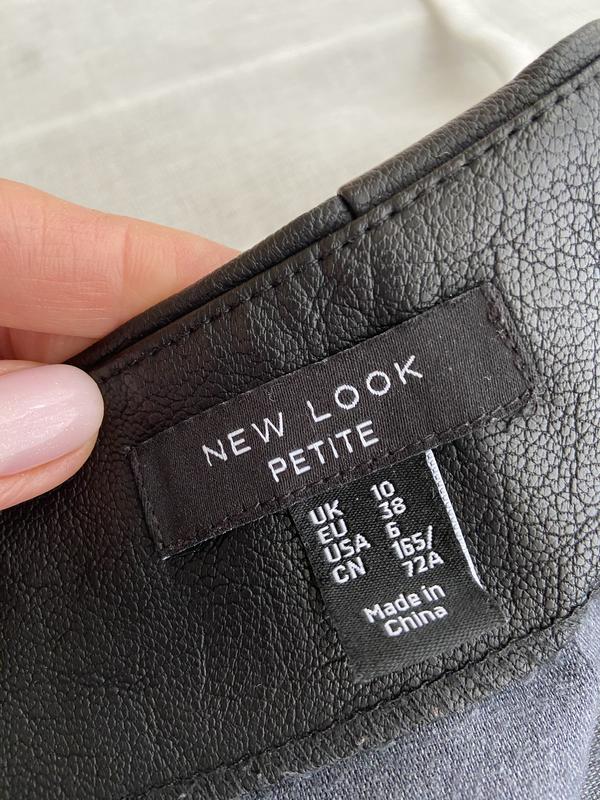 NEW LOOK
PETITE
UK 10
EU 38
USA 6
CN 165/
72A
Made in
China